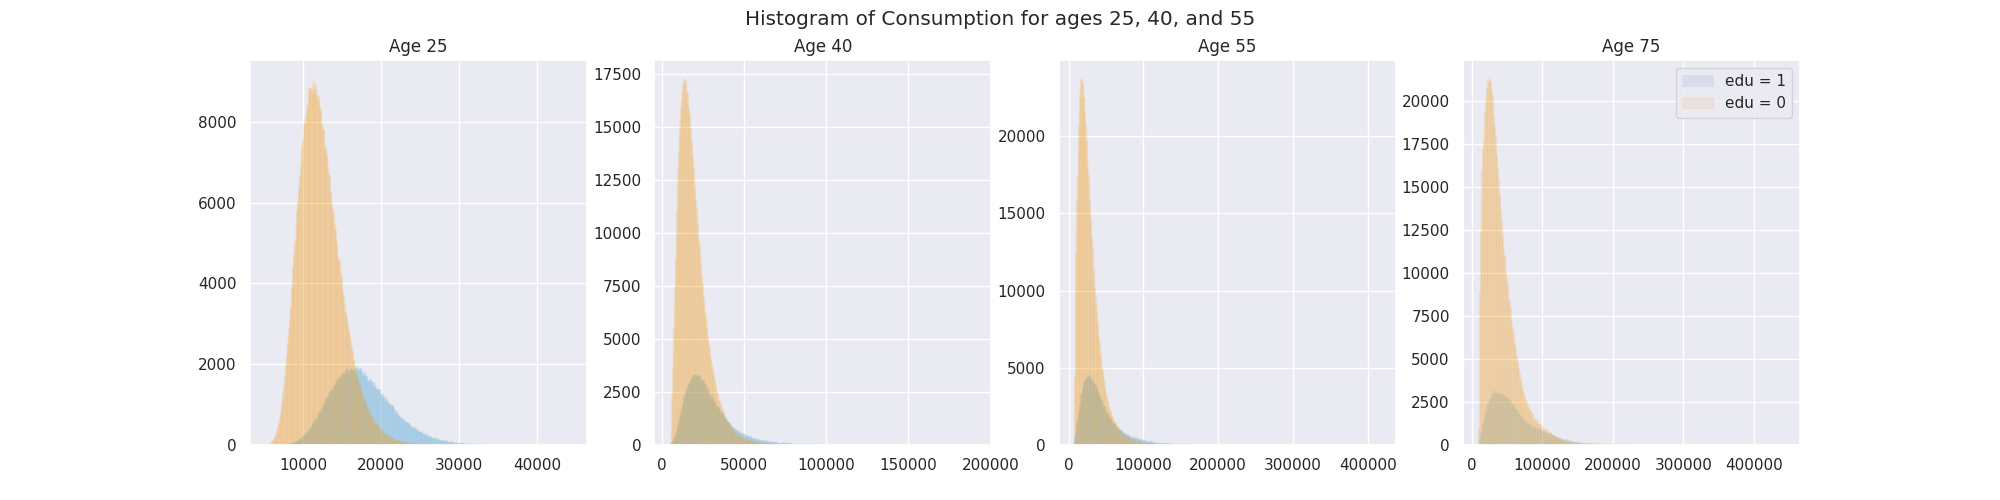 Histogram of Consumption for ages 25, 40, and 55
Age 25
8000
6000
4000
2000
0
10000 20000 30000 40000
Age 40
17500
15000
12500
10000
7500
5000
2500
0
0 50000 100000 150000 200000
Age 55
20000
15000
10000
5000
0
0 100000 200000 300000 400000
Age 75
edu = 1
edu = 0
20000
17500
15000
12500
10000
7500
5000
2500
0
0 100000 200000 300000 400000